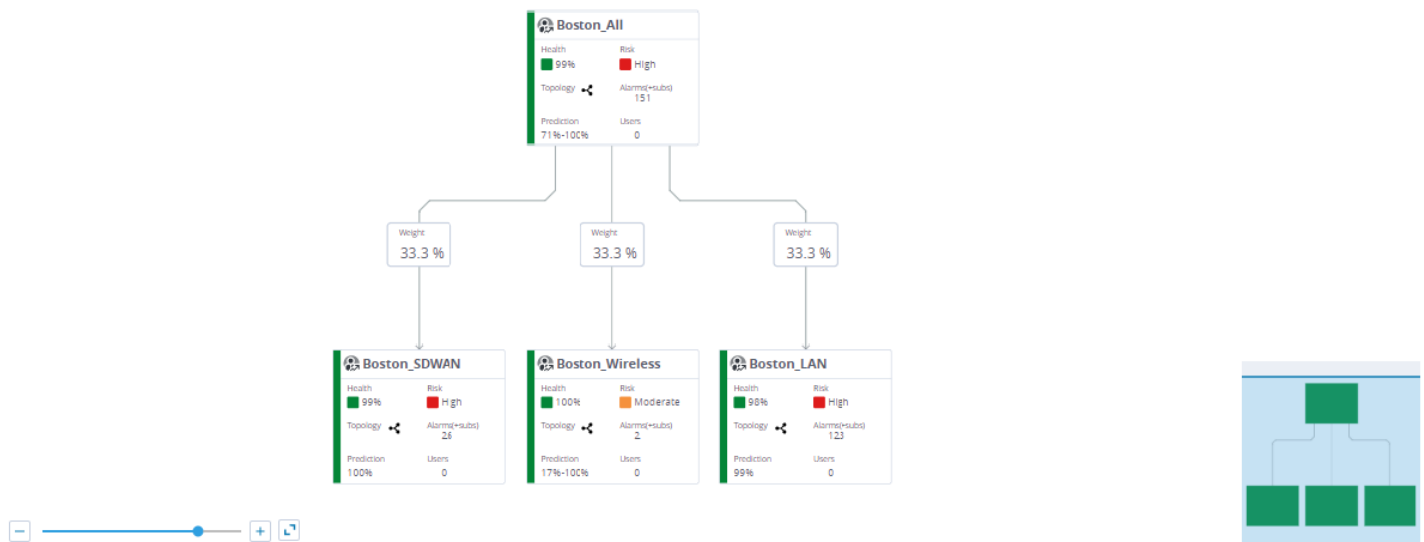 Boston_All
Health Risk
99% High
Topology Alarms(+subs)
151
Prediction Users
71%-100% 0
Weight Weight Weight
33.3 % 33.3 % 33.3 %
Boston_SDWAN Boston_Wireless Boston_LAN
Health Risk Health Risk Health Risk
99% High 100% Moderate 98% High
Topology Alarms(+subs) Topology Alarms(+subs) Topology Alarms(+subs)
26 2 123
Prediction Users Prediction Users Prediction Users
100% 0 17%-100% 0 99% 0